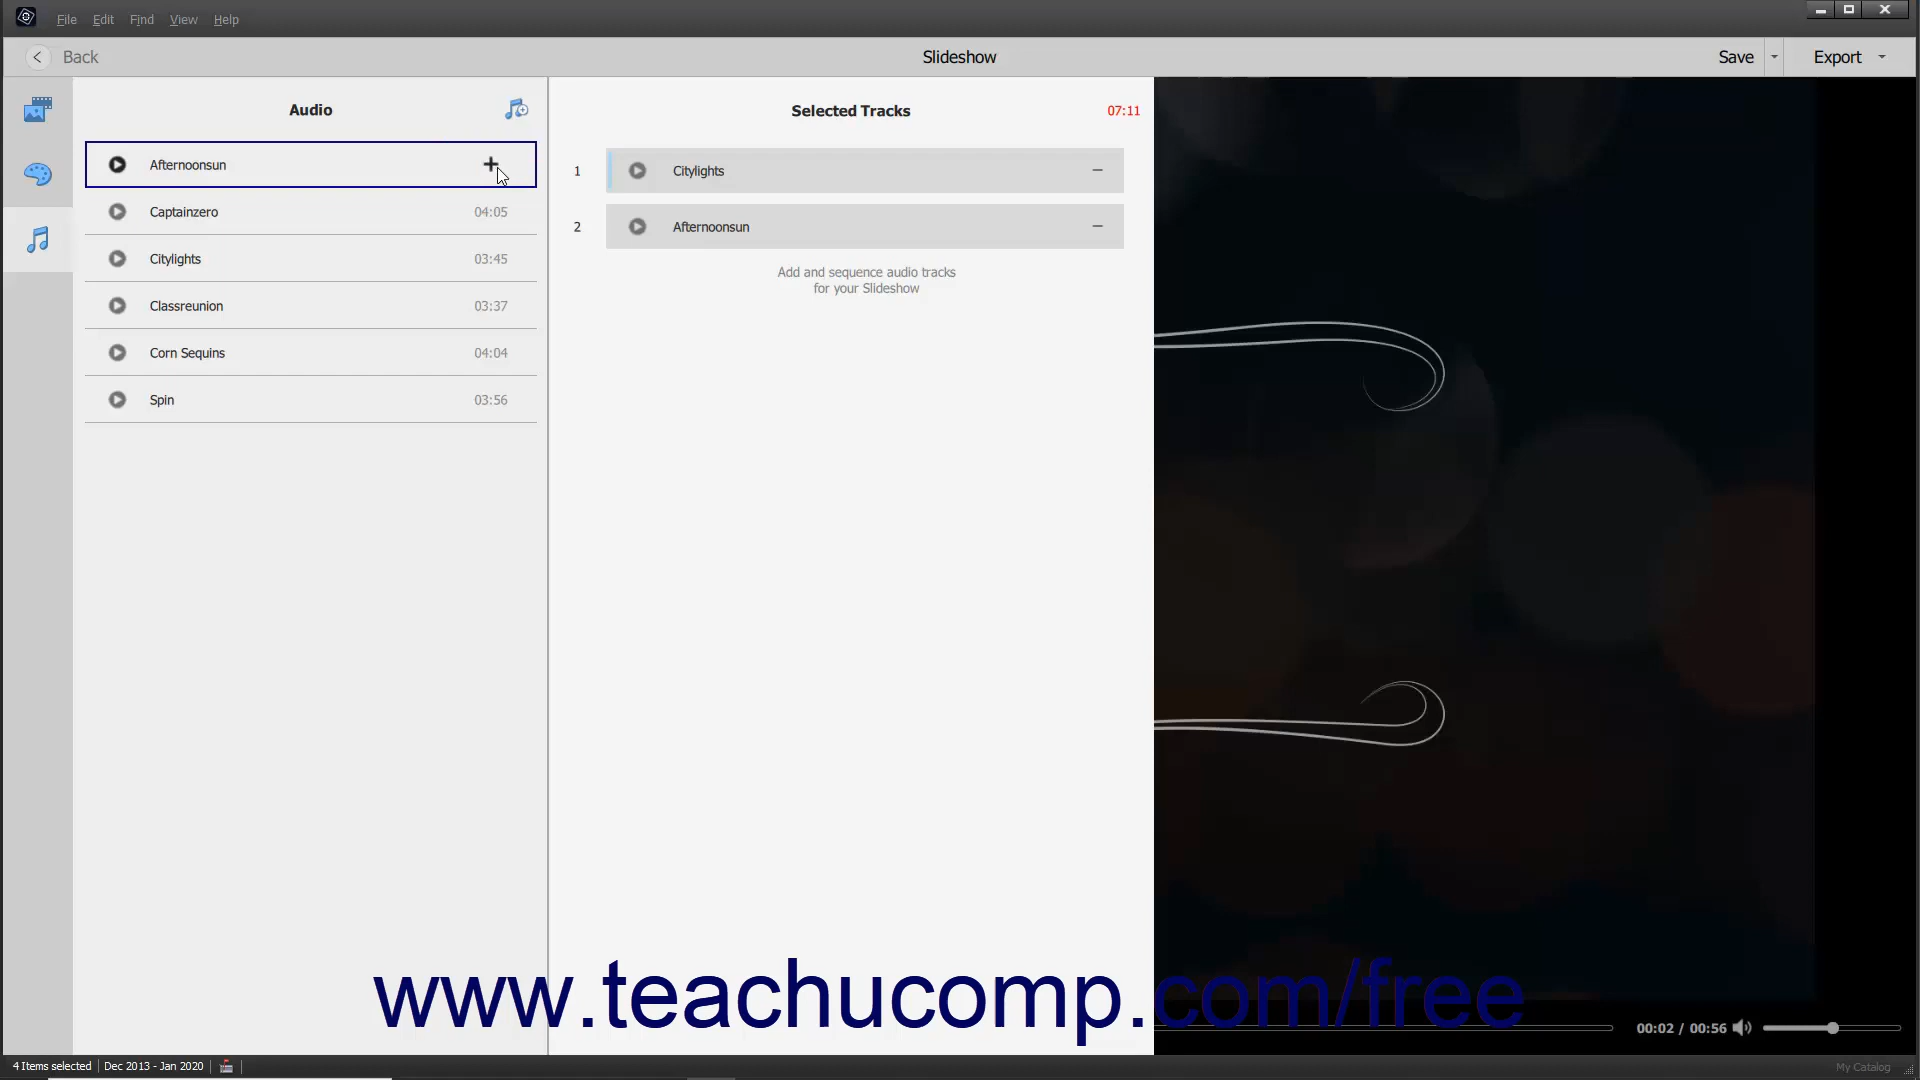 File Edit Find View Help
Back Slideshow Save Export
Audio
Afternoonsun
Captainzero 04:05
Citylights 03:45
Classreunion 03:37
Corn Sequins 04:04
Spin 03:56
Selected Tracks 07:11
1 Citylights
2 Afternoonsun
Add and sequence audio tracks
for your Slideshow
www.teachucomp.com/free
00:02 / 00:56
4 Items selected Dec 2013 - Jan 2020 My Catalog